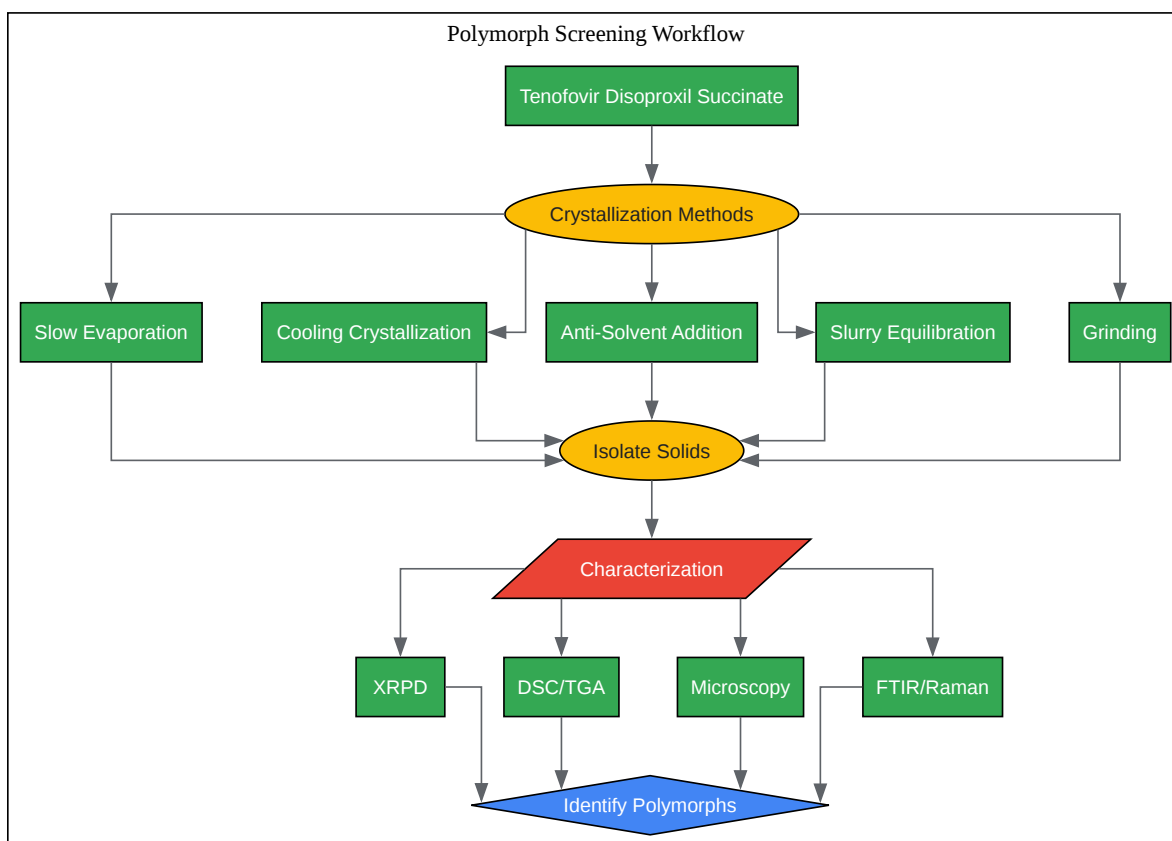 Polymorph Screening Workflow
Tenofovir Disoproxil Succinate
Crystallization Methods
Slow Evaporation
Cooling Crystallization
Anti-Solvent Addition
Slurry Equilibration
Grinding
Isolate Solids
Characterization
XRPD
DSC/TGA
Microscopy
FTIR/Raman
Identify Polymorphs